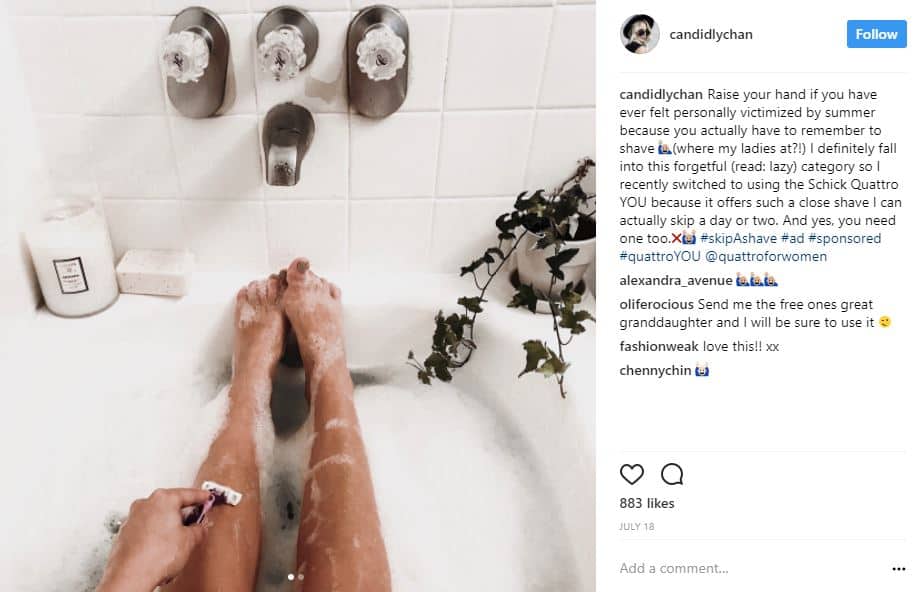 candidlychan
Follow
candidlychan Raise your hand if you have
ever felt personally victimized by summer
because you actually have to remember to
shave 🙋🏼(where my ladies at?!) I definitely fall
into this forgetful (read: lazy) category so I
recently switched to using the Schick Quattro
YOU because it offers such a close shave I can
actually skip a day or two. And yes, you need
one too.❌🙌🏼 #skipAshave #ad #sponsored
#quattroYOU @quattroforwomen
alexandra_avenue 🙋🏼🙋🏼🙋🏼
oliferocious Send me the free ones great
granddaughter and I will be sure to use it 😉
fashionweak love this!! xx
chennychin 🙌🏼
883 likes
JULY 18
Add a comment...